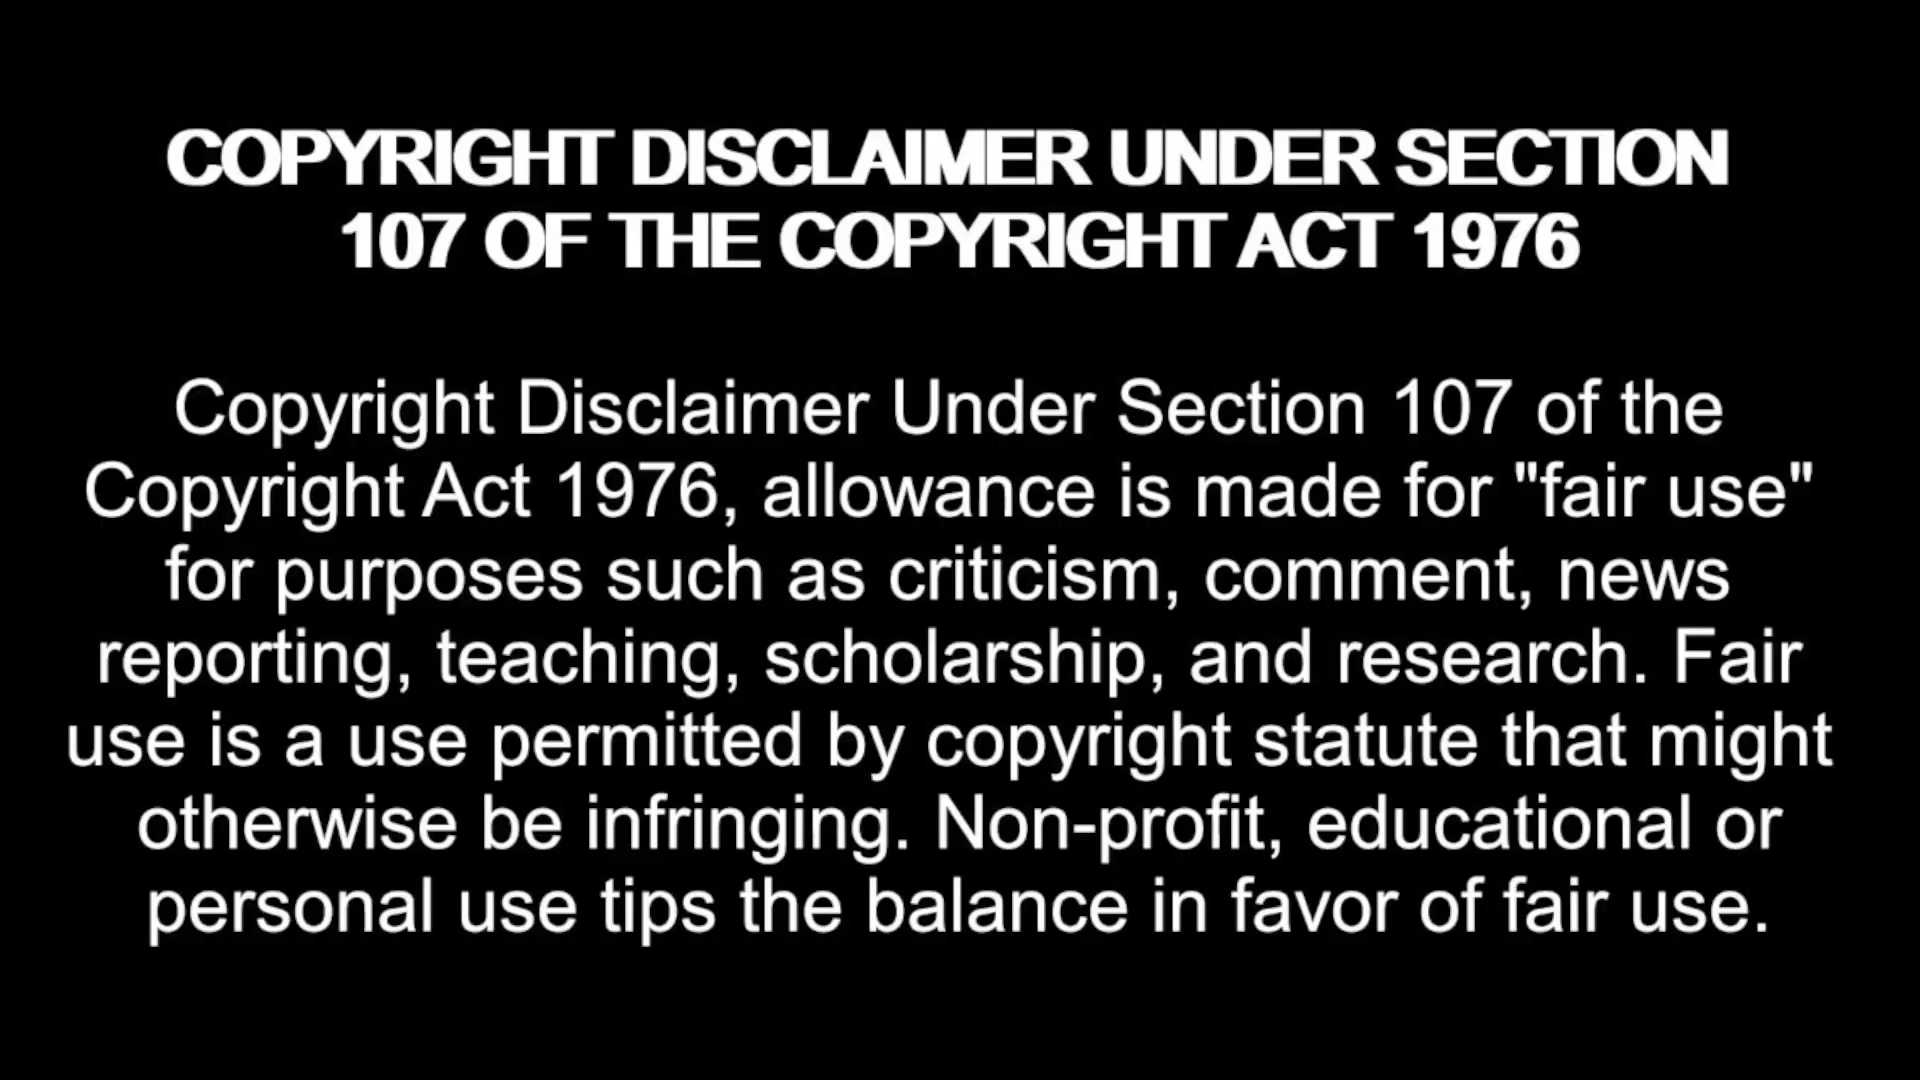 COPYRIGHT DISCLAIMER UNDER SECTION
107 OF THE COPYRIGHT ACT 1976
Copyright Disclaimer Under Section 107 of the
Copyright Act 1976, allowance is made for "fair use"
for purposes such as criticism, comment, news
reporting, teaching, scholarship, and research. Fair
use is a use permitted by copyright statute that might
otherwise be infringing. Non-profit, educational or
personal use tips the balance in favor of fair use.